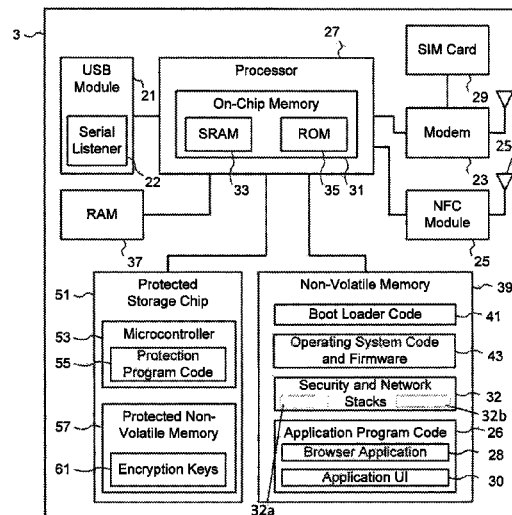 3
27
USB
Module
21
Serial
Listener
22
Processor
On-Chip Memory
SRAM
ROM
33
35
31
SIM Card
29
Modem
23
25
NFC
Module
25
RAM
37
51
Protected
Storage Chip
53
Microcontroller
55
Protection
Program Code
57
Protected Non-
Volatile Memory
61
Encryption Keys
Non-Volatile Memory
39
Boot Loader Code
41
Operating System Code
and Firmware
43
Security and Network
Stacks
32
32b
32a
Application Program Code
26
Browser Application
28
Application UI
30